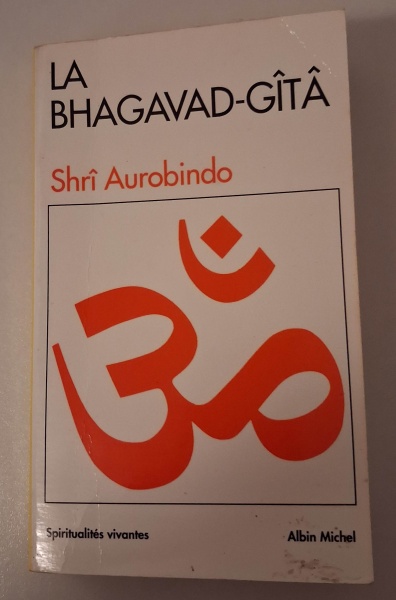 LA
BHAGAVAD-GÎTÂ
Shrî Aurobindo
ॐ
Spiritualités vivantes
Albin Michel